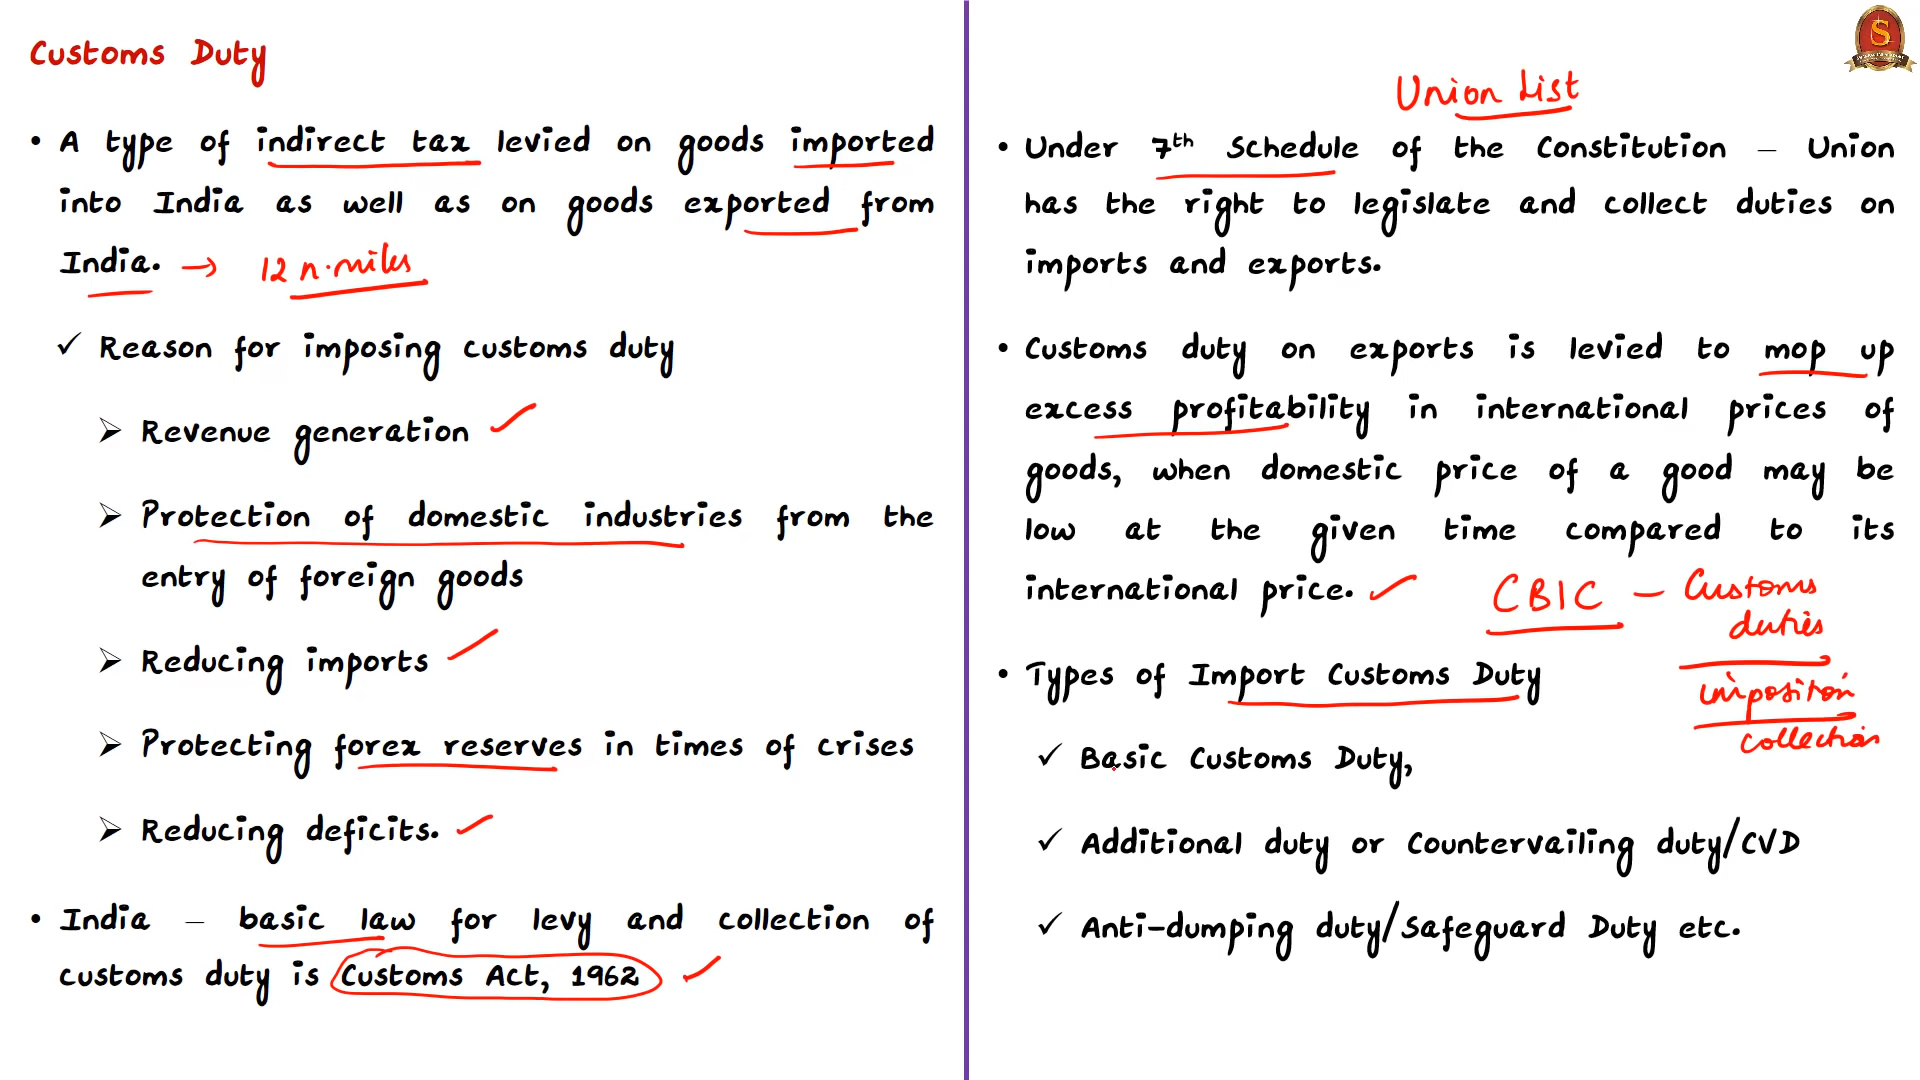 Customs Duty
• A type of indirect tax levied on goods imported
into India as well as on goods exported from
India. → 12 n.miles
✓ Reason for imposing customs duty
➢ Revenue generation ✓
➢ Protection of domestic industries from the
entry of foreign goods
➢ Reducing imports ✓
➢ Protecting forex reserves in times of crises
➢ Reducing deficits. ✓
• India – basic law for levy and collection of
customs duty is Customs Act, 1962 ✓
Union List
• Under 7th Schedule of the Constitution – Union
has the right to legislate and collect duties on
imports and exports.
• Customs duty on exports is levied to mop up
excess profitability in international prices of
goods, when domestic price of a good may be
low at the given time compared to its
international price. ✓
CBIC – Customs
duties
imposition
collection
• Types of Import Customs Duty
✓ Basic Customs Duty,
✓ Additional duty or Countervailing duty/CVD
✓ Anti-dumping duty/Safeguard Duty etc.
S